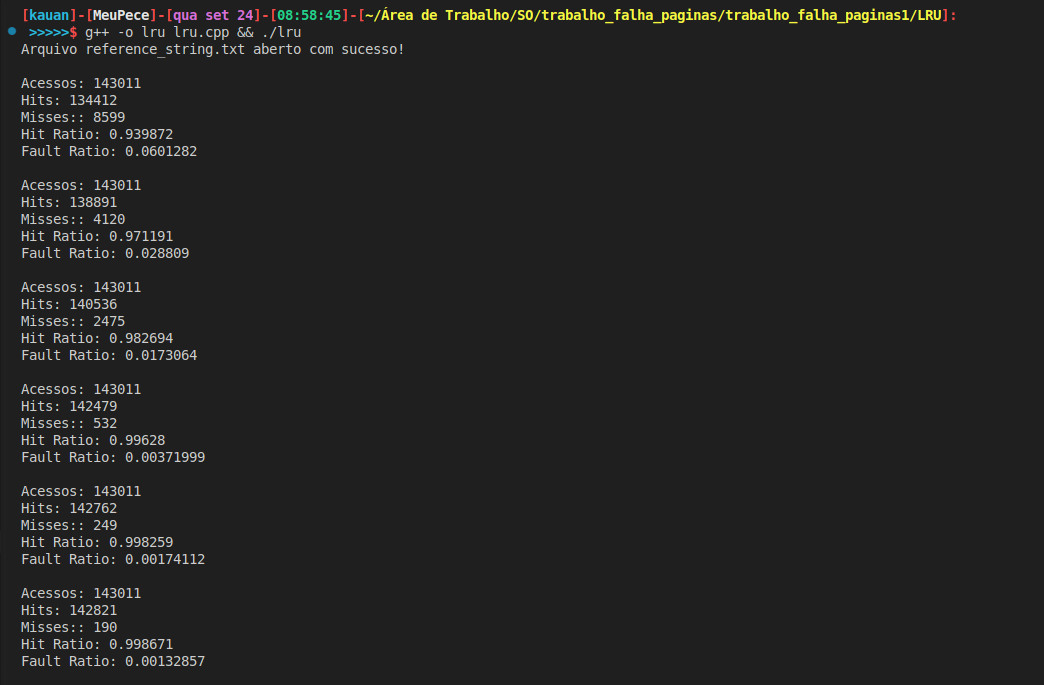 [kauan]-[MeuPece]-[qua set 24]-[08:58:45]-[~/Área de Trabalho/SO/trabalho_falha_paginas/trabalho_falha_paginas1/LRU]:
>>>>>$ g++ -o lru lru.cpp && ./lru
Arquivo reference_string.txt aberto com sucesso!

Acessos: 143011
Hits: 134412
Misses:: 8599
Hit Ratio: 0.939872
Fault Ratio: 0.0601282

Acessos: 143011
Hits: 138891
Misses:: 4120
Hit Ratio: 0.971191
Fault Ratio: 0.028809

Acessos: 143011
Hits: 140536
Misses:: 2475
Hit Ratio: 0.982694
Fault Ratio: 0.0173064

Acessos: 143011
Hits: 142479
Misses:: 532
Hit Ratio: 0.99628
Fault Ratio: 0.00371999

Acessos: 143011
Hits: 142762
Misses:: 249
Hit Ratio: 0.998259
Fault Ratio: 0.00174112

Acessos: 143011
Hits: 142821
Misses:: 190
Hit Ratio: 0.998671
Fault Ratio: 0.00132857